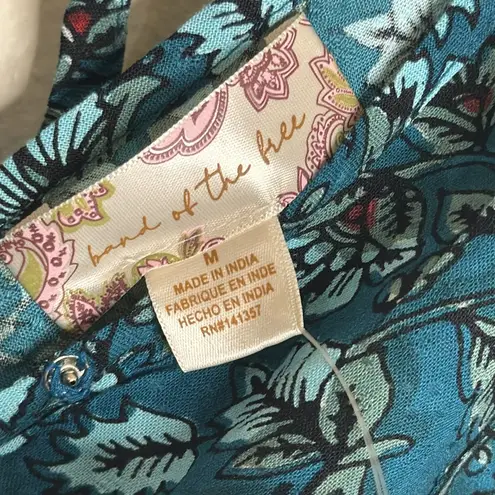 band of the free
M
MADE IN INDIA
FABRIQUE EN INDE
HECHO EN INDIA
RN#141357